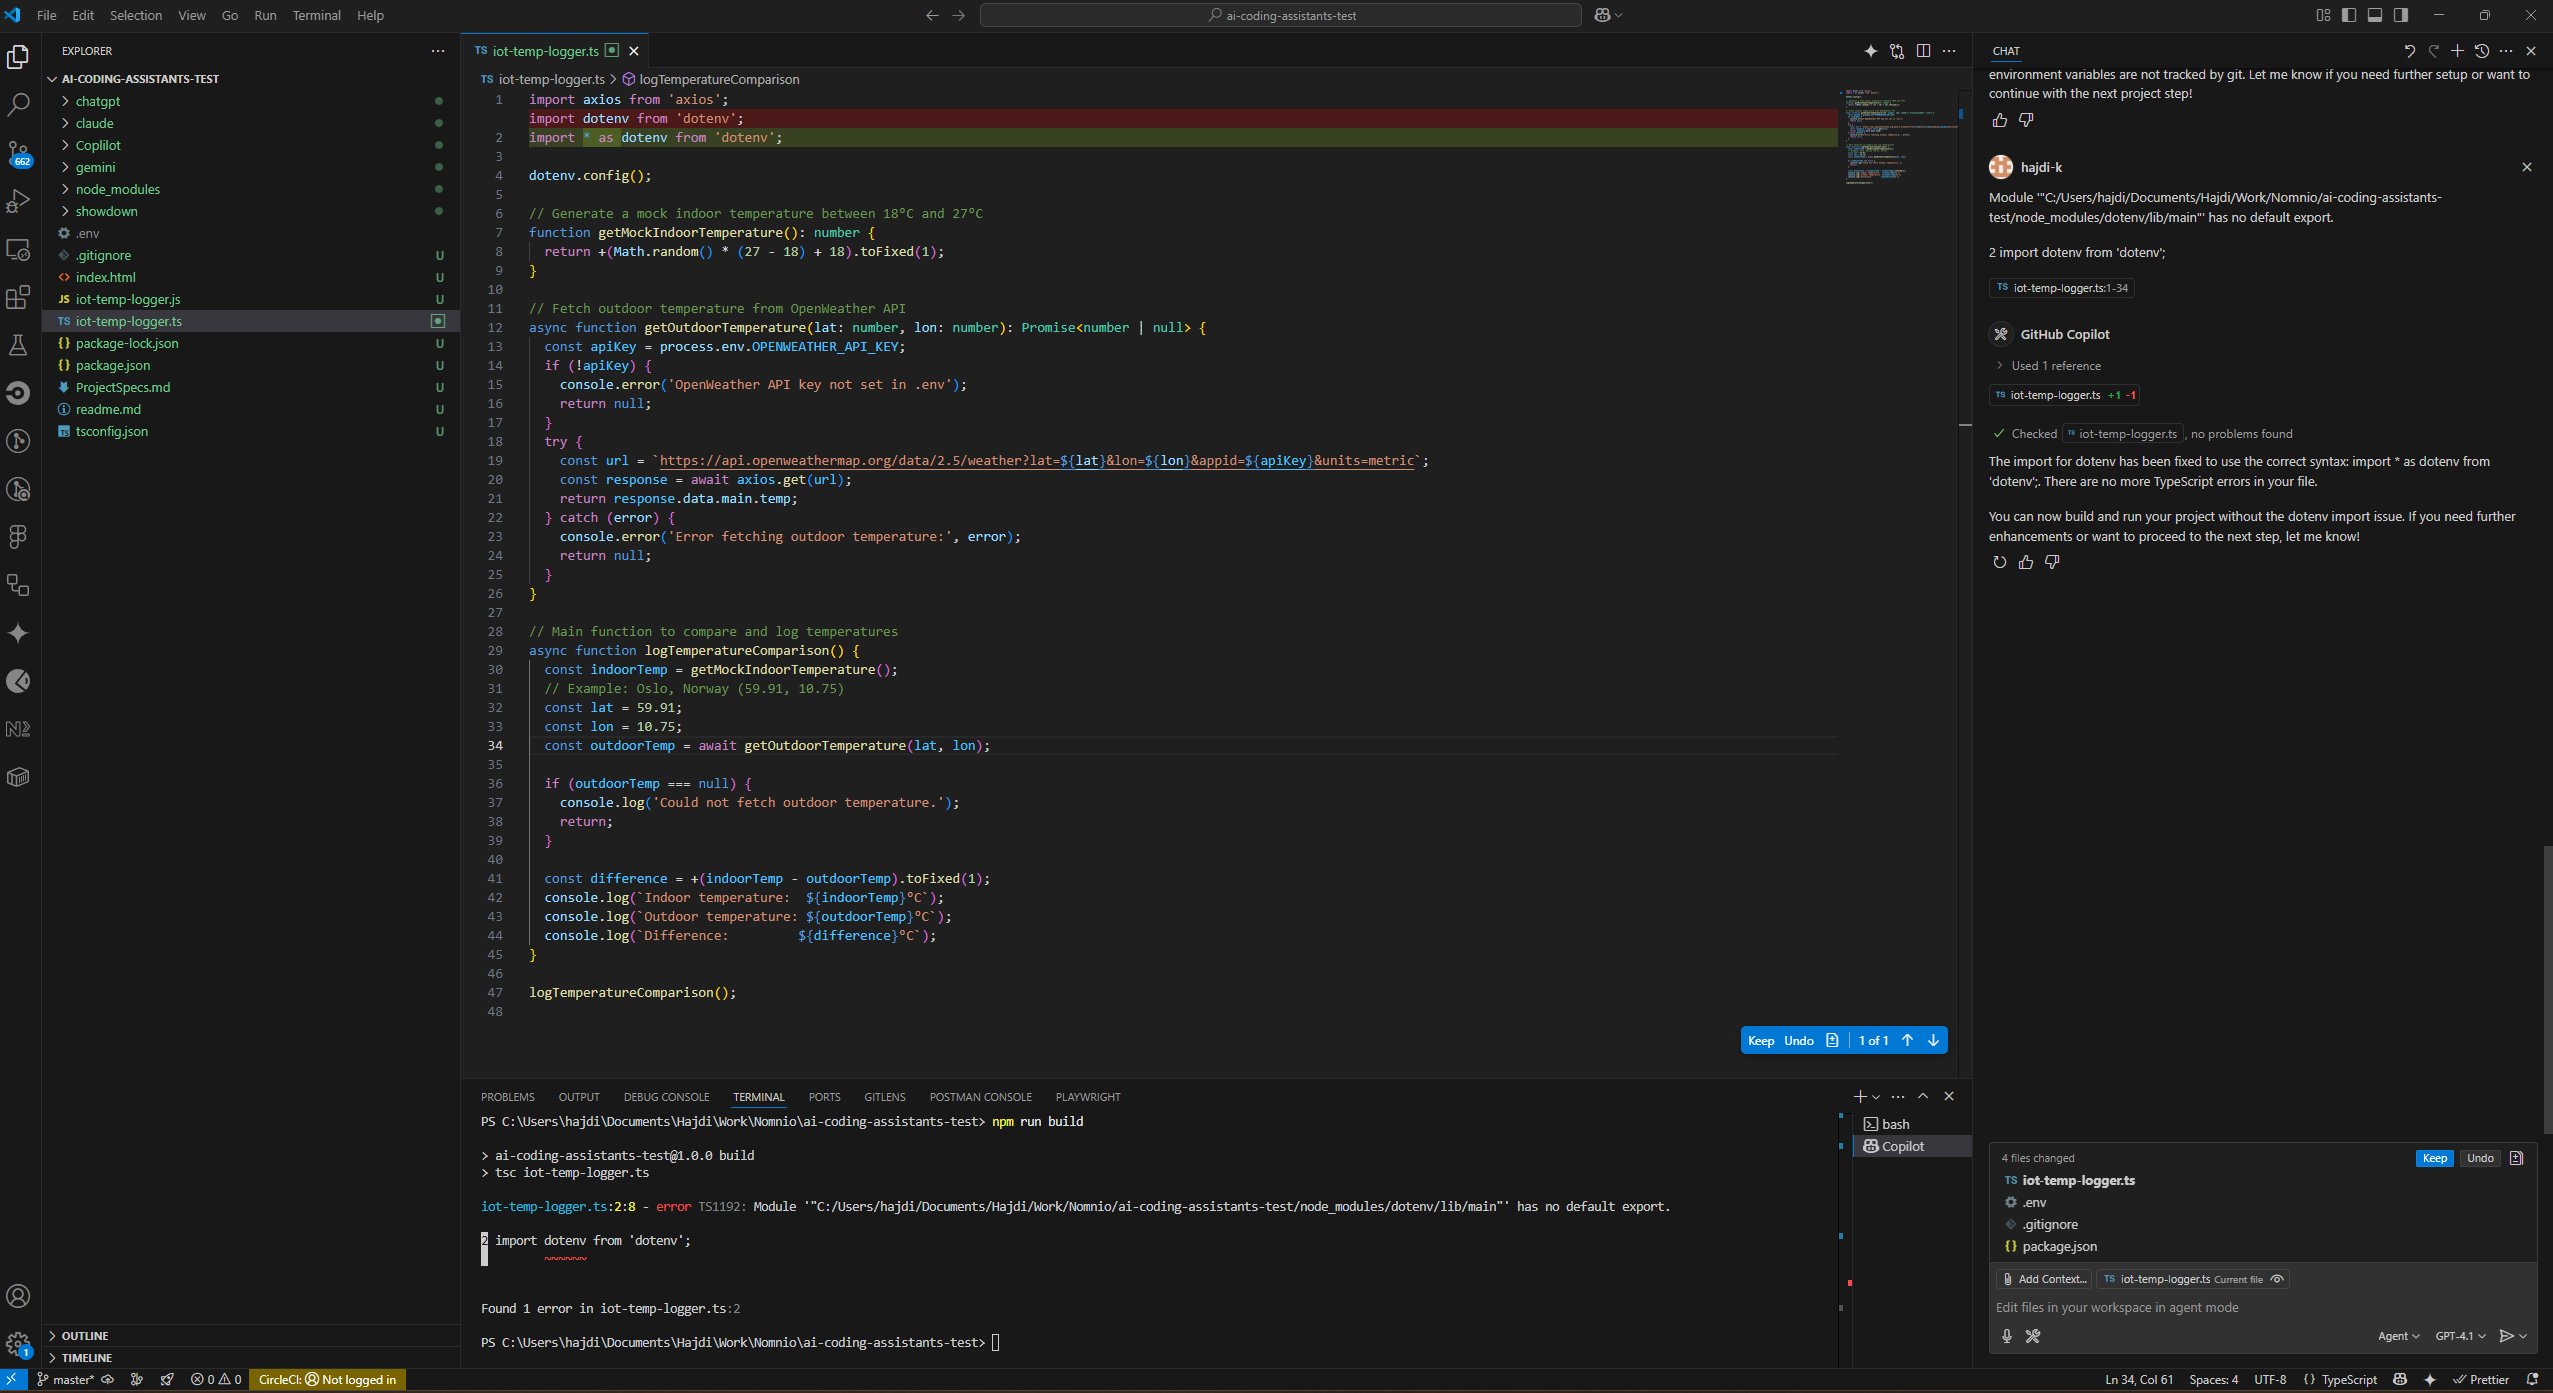 File Edit Selection View Go Run Terminal Help
ai-coding-assistants-test
EXPLORER
AI-CODING-ASSISTANTS-TEST
chatgpt
claude
Copliilot
gemini
node_modules
showdown
.env
.gitignore U
index.html U
JS iot-temp-logger.js U
TS iot-temp-logger.ts
{} package-lock.json U
{} package.json U
ProjectSpecs.md U
readme.md U
TS tsconfig.json U
OUTLINE
TIMELINE
662
1
TS iot-temp-logger.ts
TS iot-temp-logger.ts > logTemperatureComparison
1 import axios from 'axios';
import dotenv from 'dotenv';
2 import * as dotenv from 'dotenv';
3
4 dotenv.config();
5
6 // Generate a mock indoor temperature between 18°C and 27°C
7 function getMockIndoorTemperature(): number {
8 return +(Math.random() * (27 - 18) + 18).toFixed(1);
9 }
10
11 // Fetch outdoor temperature from OpenWeather API
12 async function getOutdoorTemperature(lat: number, lon: number): Promise<number | null> {
13 const apiKey = process.env.OPENWEATHER_API_KEY;
14 if (!apiKey) {
15 console.error('OpenWeather API key not set in .env');
16 return null;
17 }
18 try {
19 const url = `https://api.openweathermap.org/data/2.5/weather?lat=${lat}&lon=${lon}&appid=${apiKey}&units=metric`;
20 const response = await axios.get(url);
21 return response.data.main.temp;
22 } catch (error) {
23 console.error('Error fetching outdoor temperature:', error);
24 return null;
25 }
26 }
27
28 // Main function to compare and log temperatures
29 async function logTemperatureComparison() {
30 const indoorTemp = getMockIndoorTemperature();
31 // Example: Oslo, Norway (59.91, 10.75)
32 const lat = 59.91;
33 const lon = 10.75;
34 const outdoorTemp = await getOutdoorTemperature(lat, lon);
35
36 if (outdoorTemp === null) {
37 console.log('Could not fetch outdoor temperature.');
38 return;
39 }
40
41 const difference = +(indoorTemp - outdoorTemp).toFixed(1);
42 console.log(`Indoor temperature: ${indoorTemp}°C`);
43 console.log(`Outdoor temperature: ${outdoorTemp}°C`);
44 console.log(`Difference: ${difference}°C`);
45 }
46
47 logTemperatureComparison();
48
Keep Undo 1 of 1
PROBLEMS OUTPUT DEBUG CONSOLE TERMINAL PORTS GITLENS POSTMAN CONSOLE PLAYWRIGHT
PS C:\Users\hajdi\Documents\Hajdi\Work\Nomnio\ai-coding-assistants-test> npm run build
> ai-coding-assistants-test@1.0.0 build
> tsc iot-temp-logger.ts
iot-temp-logger.ts:2:8 - error TS1192: Module '"C:/Users/hajdi/Documents/Hajdi/Work/Nomnio/ai-coding-assistants-test/node_modules/dotenv/lib/main"' has no default export.
2 import dotenv from 'dotenv';
~~~~~~
Found 1 error in iot-temp-logger.ts:2
PS C:\Users\hajdi\Documents\Hajdi\Work\Nomnio\ai-coding-assistants-test>
bash
Copilot
CHAT
environment variables are not tracked by git. Let me know if you need further setup or want to
continue with the next project step!
hajdi-k
Module '"C:/Users/hajdi/Documents/Hajdi/Work/Nomnio/ai-coding-assistants-
test/node_modules/dotenv/lib/main"' has no default export.
2 import dotenv from 'dotenv';
TS iot-temp-logger.ts:1-34
GitHub Copilot
Used 1 reference
TS iot-temp-logger.ts +1 -1
Checked TS iot-temp-logger.ts, no problems found
The import for dotenv has been fixed to use the correct syntax: import * as dotenv from
'dotenv';. There are no more TypeScript errors in your file.
You can now build and run your project without the dotenv import issue. If you need further
enhancements or want to proceed to the next step, let me know!
4 files changed Keep Undo
TS iot-temp-logger.ts
.env
.gitignore
{} package.json
Add Context... TS iot-temp-logger.ts Current file
Edit files in your workspace in agent mode
Agent GPT-4.1
master* 0 0 CircleCI: Not logged in Ln 34, Col 61 Spaces: 4 UTF-8 {} TypeScript Prettier